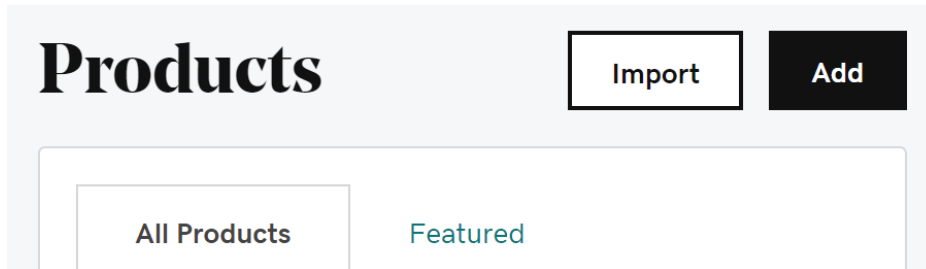 Products
Import
Add
All Products
Featured